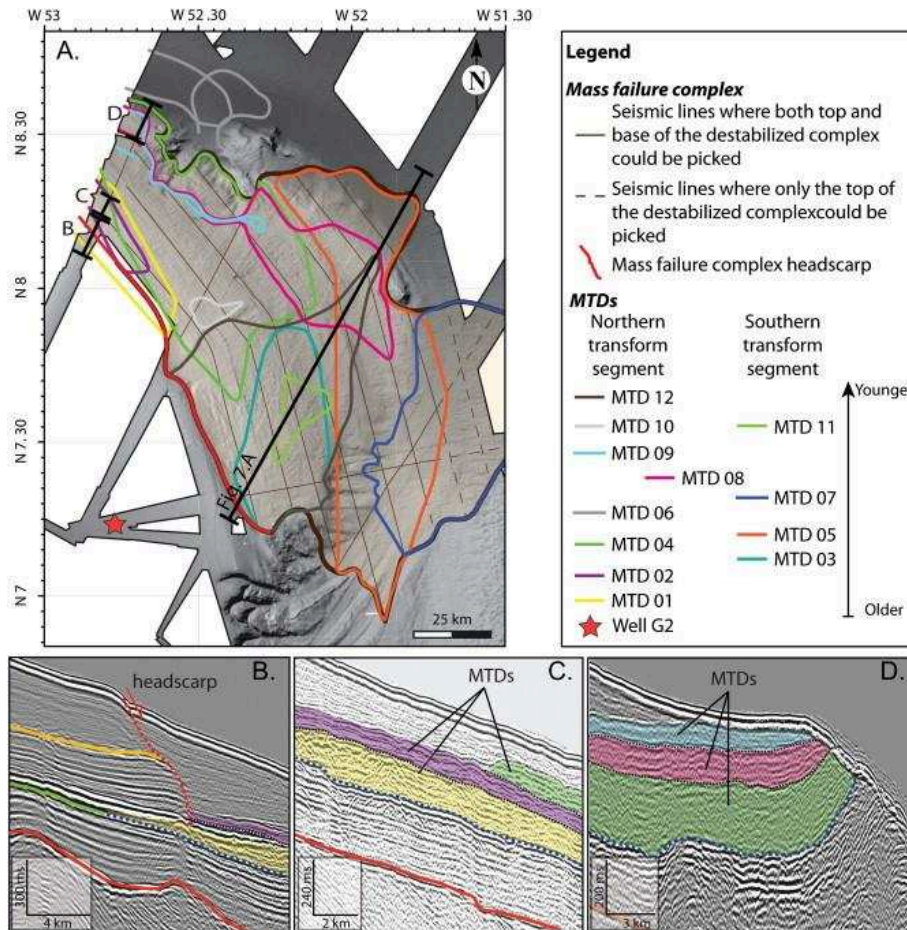 W 53
W 52.30
W 52
W 51.30
A.
N
D
C
B
N 8.30
N 8
N 7.30
N 7
Fig. 7.A
25 km
Legend
Mass failure complex
Seismic lines where both top and
base of the destabilized complex
could be picked
Seismic lines where only the top of
the destabilized complexcould be
picked
Mass failure complex headscarp
MTDs
Northern
transform
segment
Southern
transform
segment
MTD 12
MTD 10
MTD 09
MTD 08
MTD 06
MTD 04
MTD 02
MTD 01
Well G2
MTD 11
MTD 07
MTD 05
MTD 03
Younge
Older
headscarp
B.
4 km
MTDs
C.
240 ms
2 km
MTDs
D.
200 ms
3 km